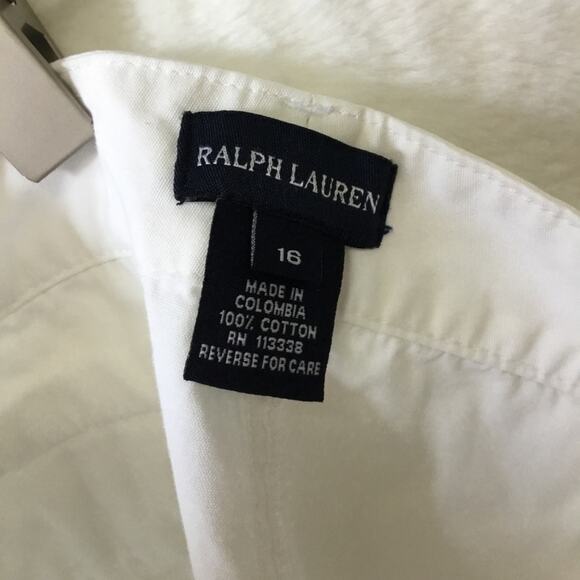 RALPH LAUREN
16
MADE IN
COLOMBIA
100% COTTON
RN 113338
REVERSE FOR CARE